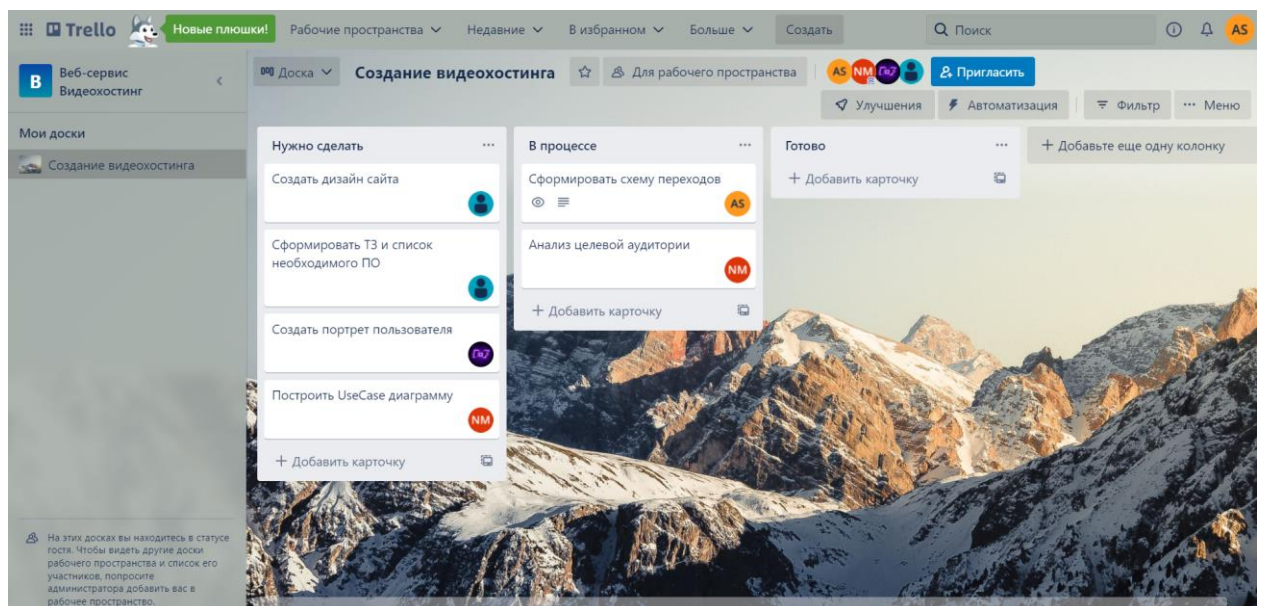 Trello
Новые плюшки!
Рабочие пространства
Недавние
В избранном
Больше
Создать
Поиск
AS
В
Веб-сервис
Видеохостинг
Доска
Создание видеохостинга
Для рабочего пространства
AS
NM
Пригласить
Улучшения
Автоматизация
Фильтр
... Меню
Мои доски
Создание видеохостинга
Нужно сделать
Создать дизайн сайта
Сформировать ТЗ и список
необходимого ПО
Создать портрет пользователя
Построить UseCase диаграмму
NM
+ Добавить карточку
В процессе
Сформировать схему переходов
AS
Анализ целевой аудитории
NM
+ Добавить карточку
Готово
+ Добавить карточку
+ Добавьте еще одну колонку
На этих досках вы находитесь в статусе
гостя. Чтобы видеть другие доски
рабочего пространства и список его
участников, попросите
администратора добавить вас в
рабочее пространство.